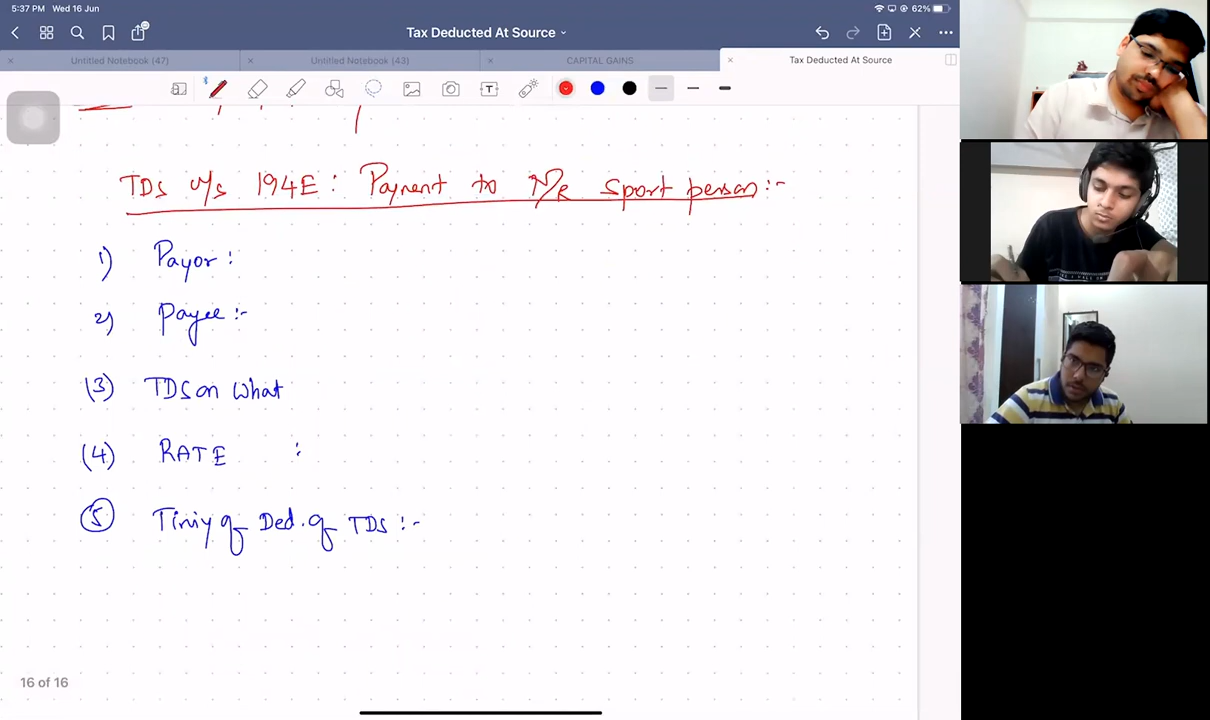 5:37 PM Wed 16 Jun
62%
Tax Deducted At Source
Untitled Notebook (47)
Untitled Notebook (43)
CAPITAL GAINS
Tax Deducted At Source
TDS u/s 194E : Payment to N/R Sport person :-
1) Payor :
2) Payee :-
(3) TDS on what
(4) RATE :
(5) Timiy of Ded. of TDS :-
16 of 16